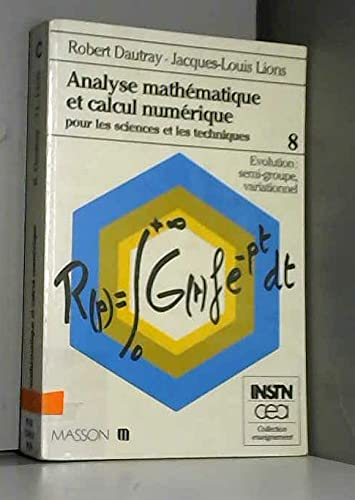 Robert Dautray - Jacques-Louis Lions
Analyse mathématique
et calcul numérique
pour les sciences et les techniques
8
Evolution:
semi-groupe,
variationnel
R(p)=∫₀^{+∞} G(t)f e^{-pt} dt
INSTN
cea
Collection
enseignement
MASSON